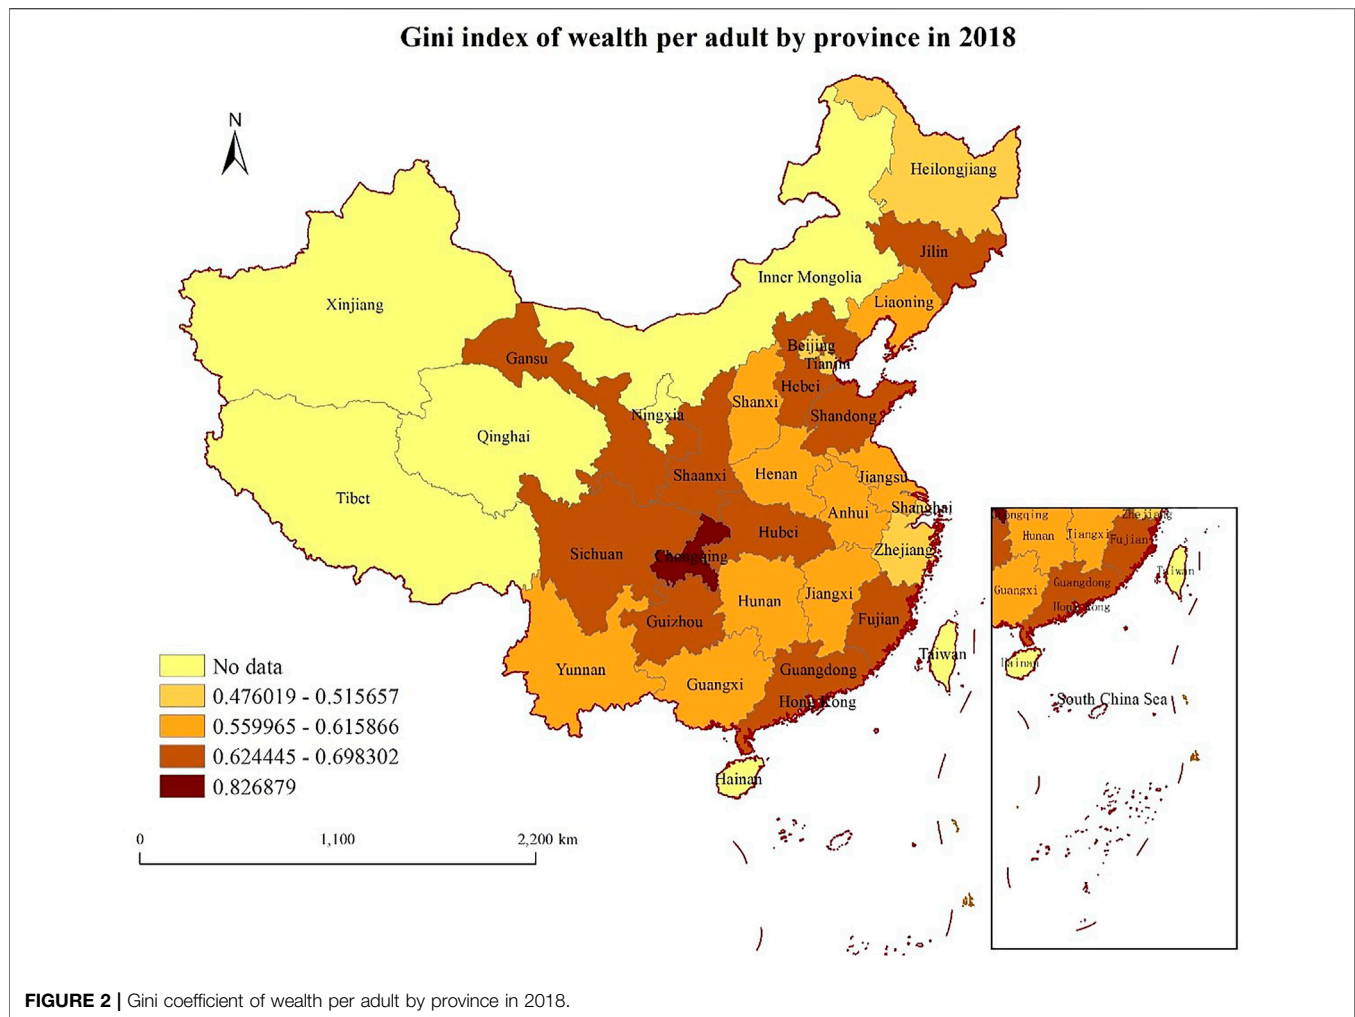 Gini index of wealth per adult by province in 2018
N
Heilongjiang
Jilin
Inner Mongolia
Liaoning
Xinjiang
Beijing
Tianjin
Gansu
Hebei
Shanxi
Shandong
Ningxia
Qinghai
Shaanxi
Henan
Jiangsu
Tibet
Shanghai
Anhui
Hubei
Zhejiang
Sichuan
Chongqing
Hunan
Jiangxi
Guizhou
Fujian
Taiwan
Yunnan
Guangxi
Guangdong
Hong Kong
Hainan
No data
0.476019 - 0.515657
0.559965 - 0.615866
0.624445 - 0.698302
0.826879
0 1,100 2,200 km
ongqing
Zhejiang
Hunan
Jiangxi
Fujian
Taiwan
Guangdong
Guangxi
Hong Kong
Hainan
South China Sea
FIGURE 2 | Gini coefficient of wealth per adult by province in 2018.